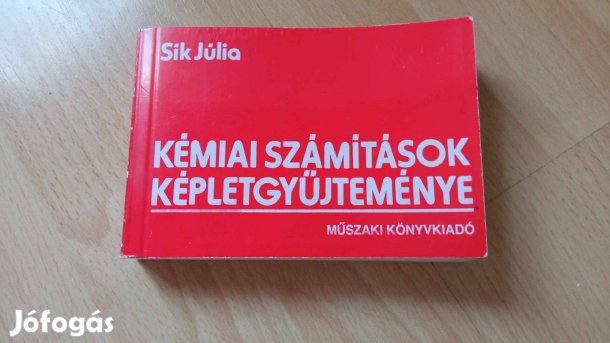 Sík Júlia
KÉMIAI SZÁMÍTÁSOK
KÉPLETGYŰJTEMÉNYE
MŰSZAKI KÖNYVKIADÓ
Jófogás